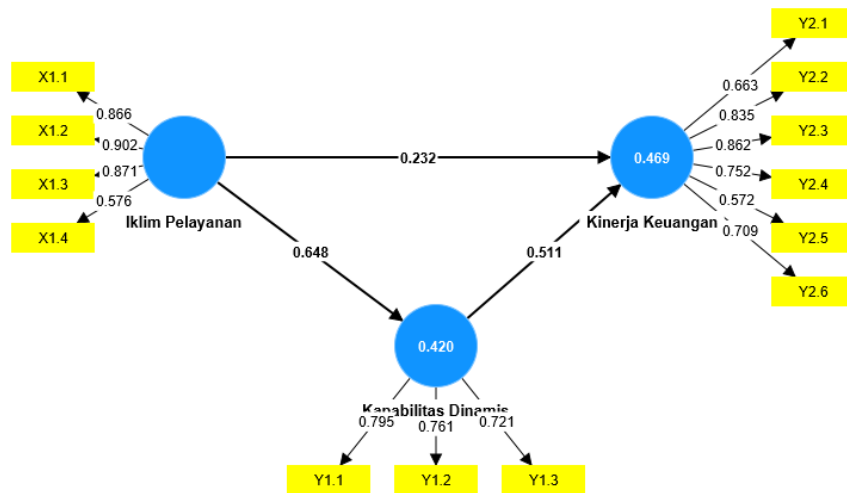 Y2.1
X1.1
Y2.2
0.663
0.866
0.835
X1.2
Y2.3
0.902
0.862
0.232
0.469
0.871
0.752
X1.3
Y2.4
0.576
0.572
Iklim Pelayanan
Kinerja Keuangan
0.709
X1.4
Y2.5
0.648
0.511
Y2.6
0.420
Kapabilitas Dinamis
0.795
0.761
0.721
Y1.1
Y1.2
Y1.3